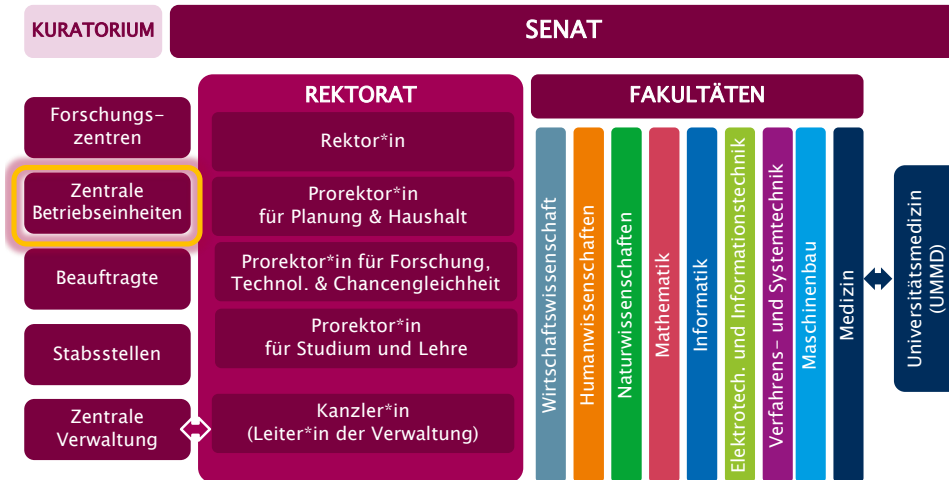 KURATORIUM
SENAT
Forschungs-
zentren
Zentrale
Betriebseinheiten
Beauftragte
Stabsstellen
Zentrale
Verwaltung
REKTORAT
Rektor*in
Prorektor*in
für Planung & Haushalt
Prorektor*in für Forschung,
Technol. & Chancengleichheit
Prorektor*in
für Studium und Lehre
Kanzler*in
(Leiter*in der Verwaltung)
FAKULTÄTEN
Wirtschaftswissenschaft
Humanwissenschaften
Naturwissenschaften
Mathematik
Informatik
Elektrotech. und Informationstechnik
Verfahrens- und Systemtechnik
Maschinenbau
Medizin
Universitätsmedizin
(UMMD)